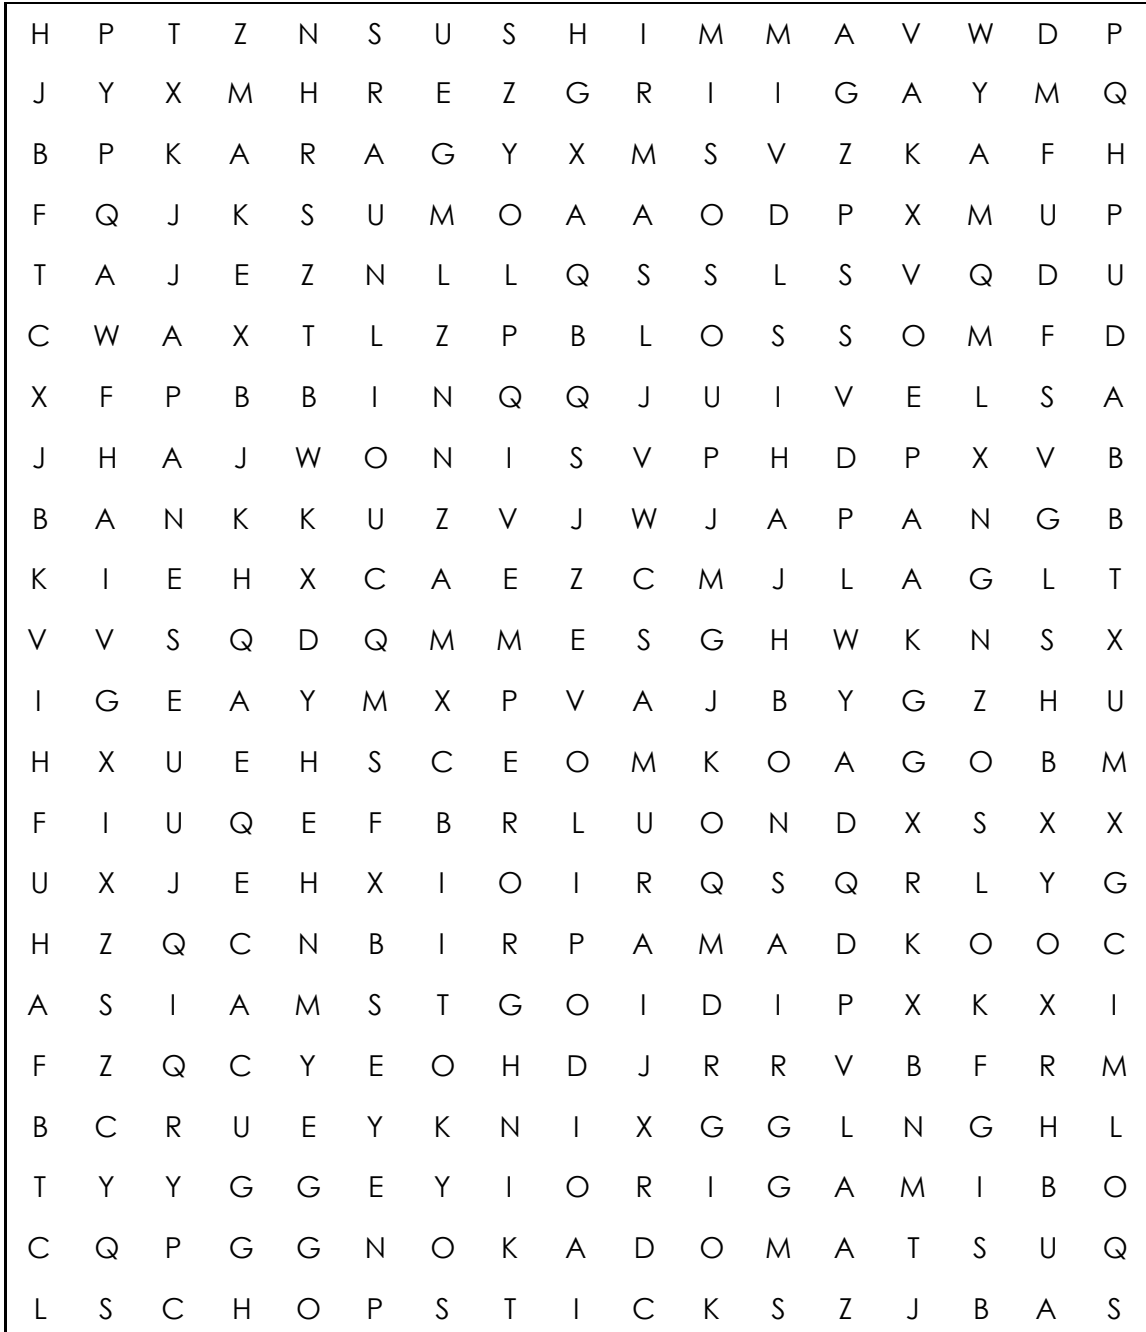 H P T Z N S U S H I M M A V W D P
J Y X M H R E Z G R I I G A Y M Q
B P K A R A G Y X M S V Z K A F H
F Q J K S U M O A A O D P X M U P
T A J E Z N L L Q S S L S V Q D U
C W A X T L Z P B L O S S O M F D
X F P B B I N Q Q J U I V E L S A
J H A J W O N I S V P H D P X V B
B A N K K U Z V J W J A P A N G B
K I E H X C A E Z C M J L A G L T
V V S Q D Q M M E S G H W K N S X
I G E A Y M X P V A J B Y G Z H U
H X U E H S C E O M K O A G O B M
F I U Q E F B R L U O N D X S X X
U X J E H X I O I R Q S Q R L Y G
H Z Q C N B I R P A M A D K O O C
A S I A M S T G O I D I P X K X I
F Z Q C Y E O H D J R R V B F R M
B C R U E Y K N I X G G L N G H L
T Y Y G G E Y I O R I G A M I B O
C Q P G G N O K A D O M A T S U Q
L S C H O P S T I C K S Z J B A S